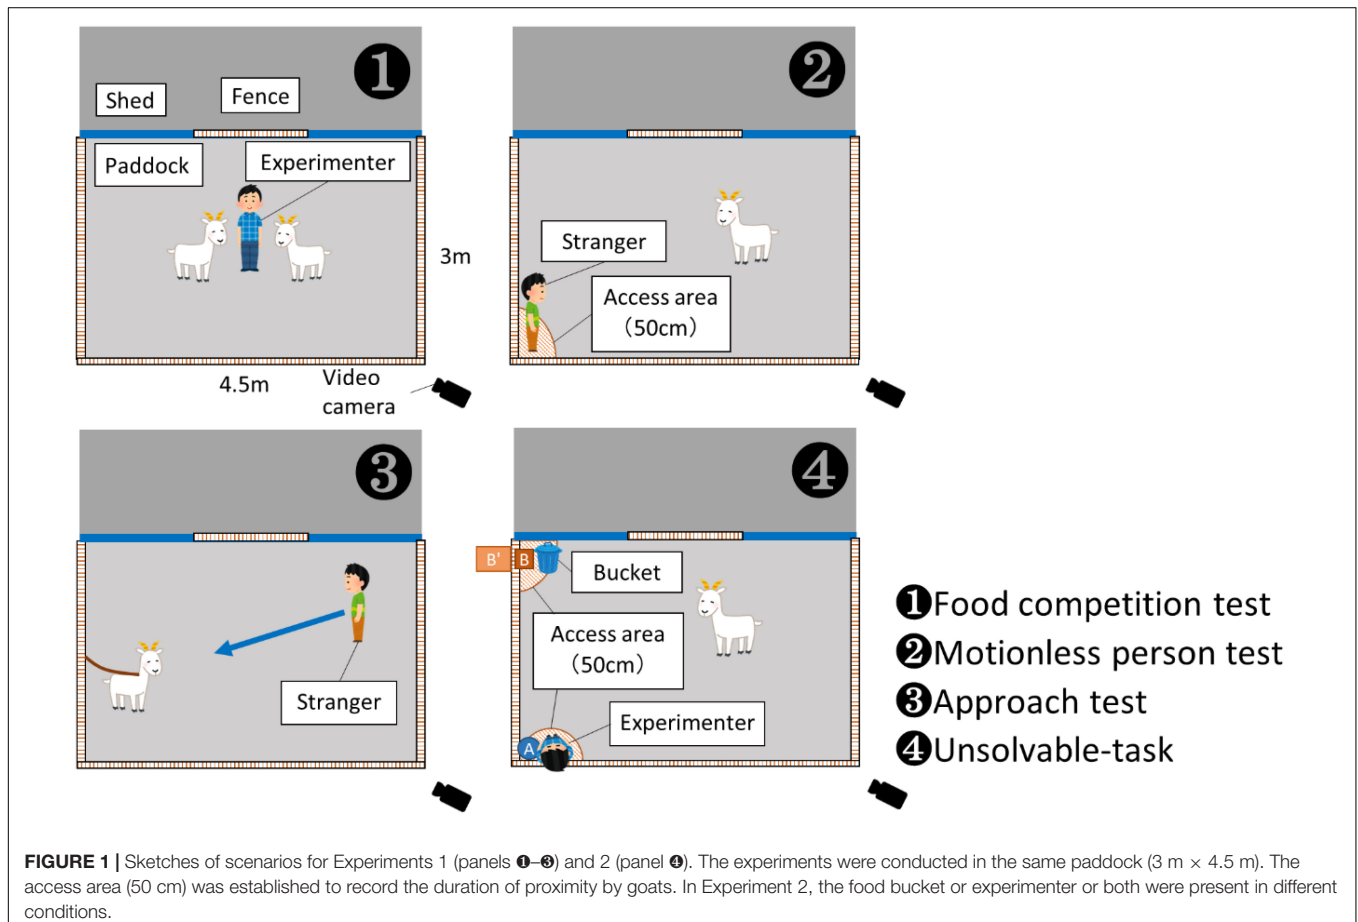 ❶
Shed
Fence
Paddock
Experimenter
3m
4.5m
Video
camera
❷
Stranger
Access area
（50cm）
❸
Stranger
❹
B'
B
Bucket
Access area
（50cm）
Experimenter
A
❶Food competition test
❷Motionless person test
❸Approach test
❹Unsolvable-task
FIGURE 1 | Sketches of scenarios for Experiments 1 (panels ❶–❸) and 2 (panel ❹). The experiments were conducted in the same paddock (3 m × 4.5 m). The
access area (50 cm) was established to record the duration of proximity by goats. In Experiment 2, the food bucket or experimenter or both were present in different
conditions.